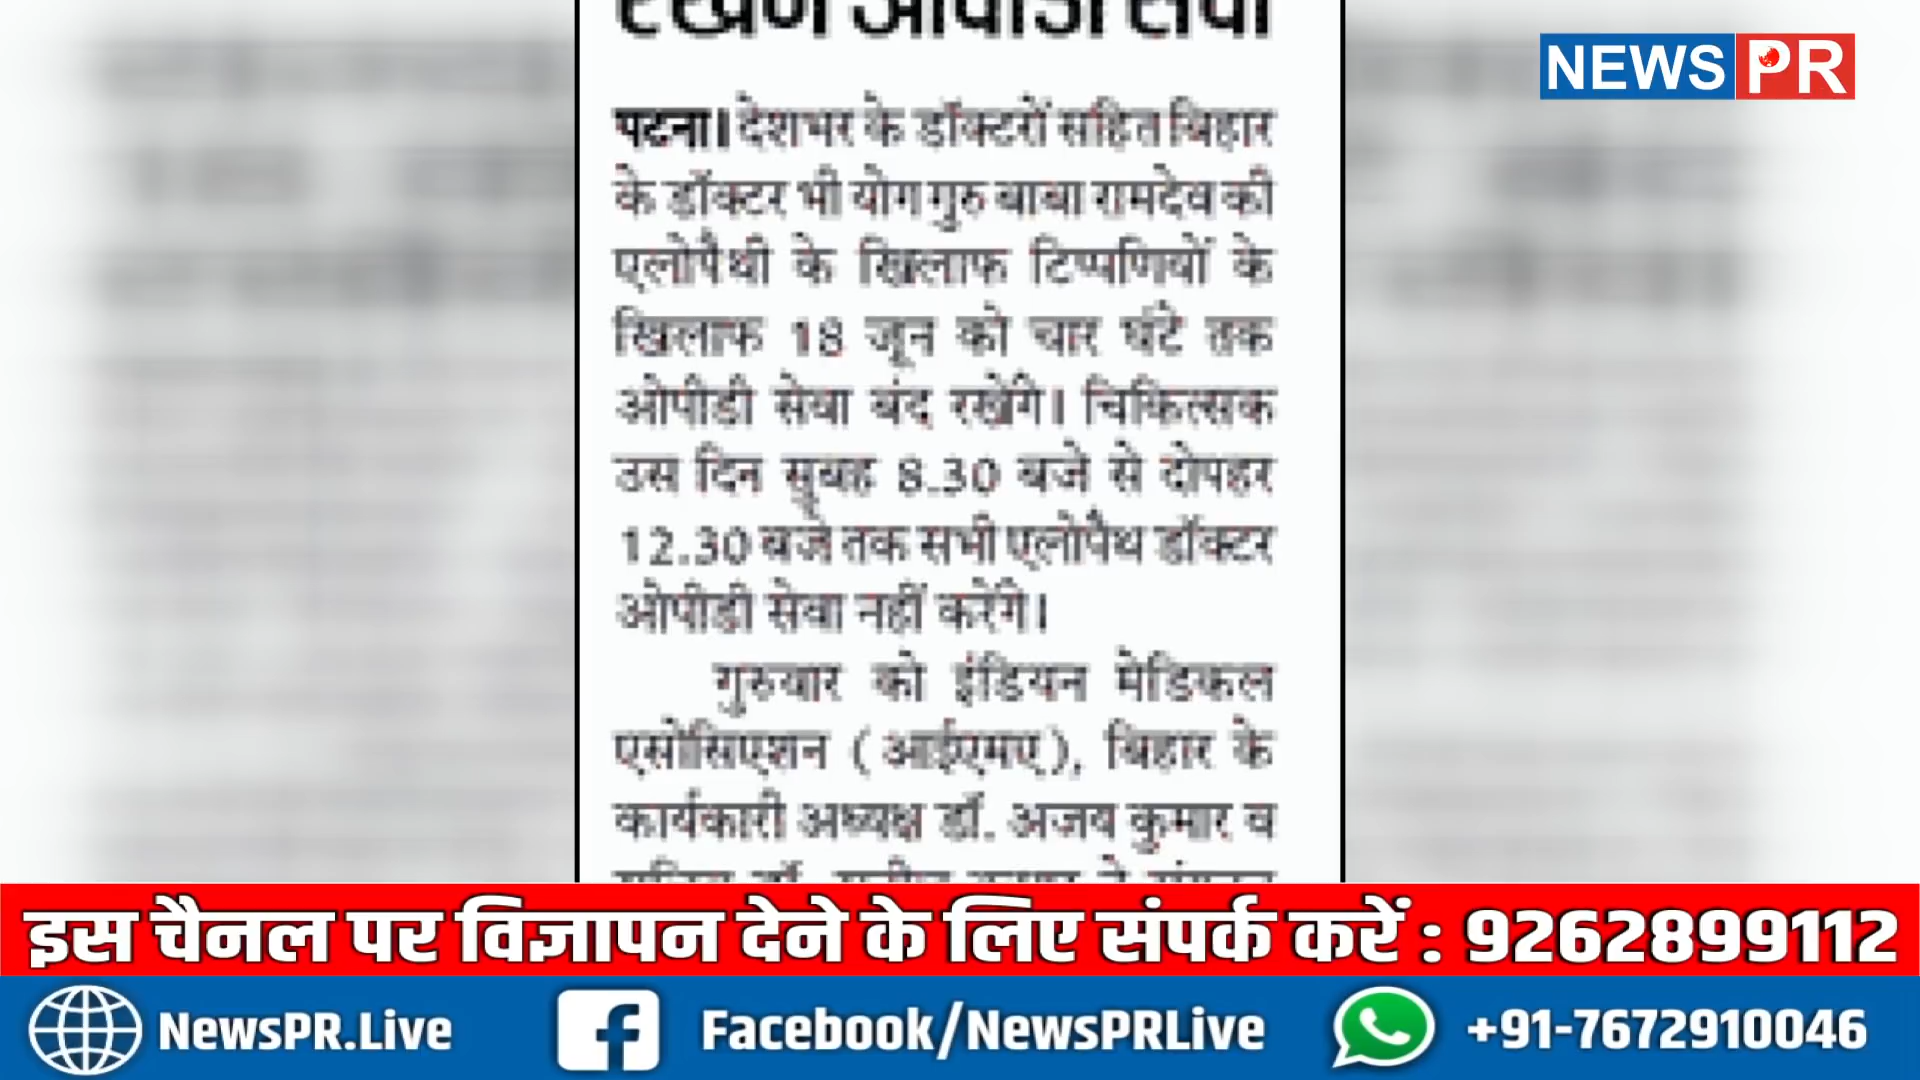 NEWS PR
पटना। देशभर के डॉक्टरों सहित बिहार
के डॉक्टर भी योग गुरु बाबा रामदेव की
एलोपैथी के खिलाफ टिप्पणियों के
खिलाफ 18 जून को चार घंटे तक
ओपीडी सेवा बंद रखेंगे। चिकित्सक
उस दिन सुबह 8.30 बजे से दोपहर
12.30 बजे तक सभी एलोपैथ डॉक्टर
ओपीडी सेवा नहीं करेंगे।
गुरुवार को इंडियन मेडिकल
एसोसिएशन (आईएमए), बिहार के
कार्यकारी अध्यक्ष डॉ. अजय कुमार व
इस चैनल पर विज्ञापन देने के लिए संपर्क करें : 9262899112
NewsPR.Live
Facebook/NewsPRLive
+91-7672910046